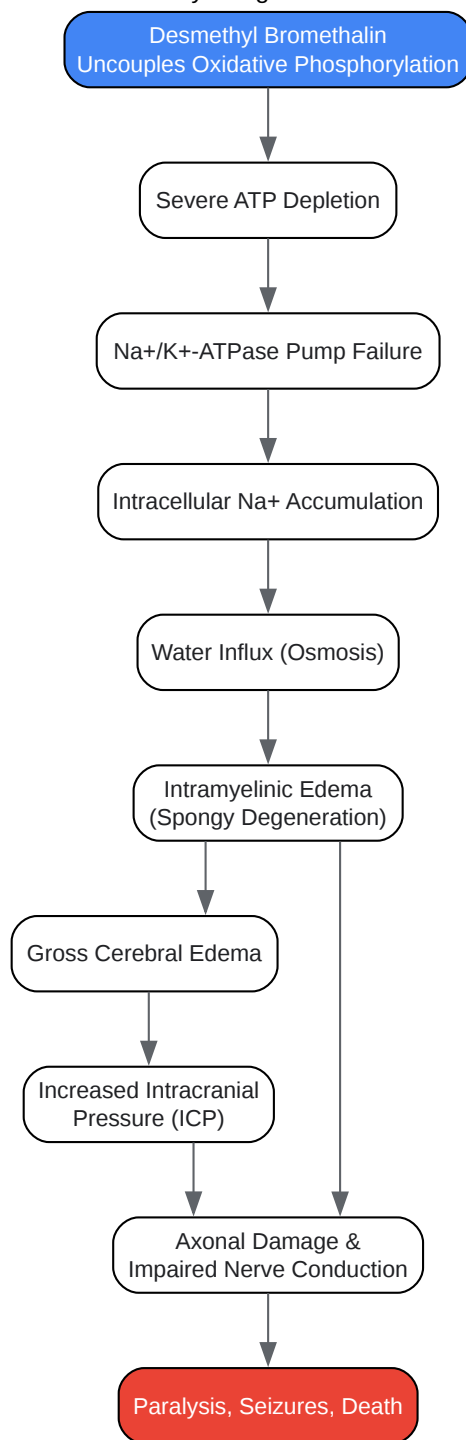 Desmethyl Bromethalin
Uncouples Oxidative Phosphorylation
Severe ATP Depletion
Na+/K+-ATPase Pump Failure
Intracellular Na+ Accumulation
Water Influx (Osmosis)
Intramyelinic Edema
(Spongy Degeneration)
Gross Cerebral Edema
Increased Intracranial
Pressure (ICP)
Axonal Damage &
Impaired Nerve Conduction
Paralysis, Seizures, Death